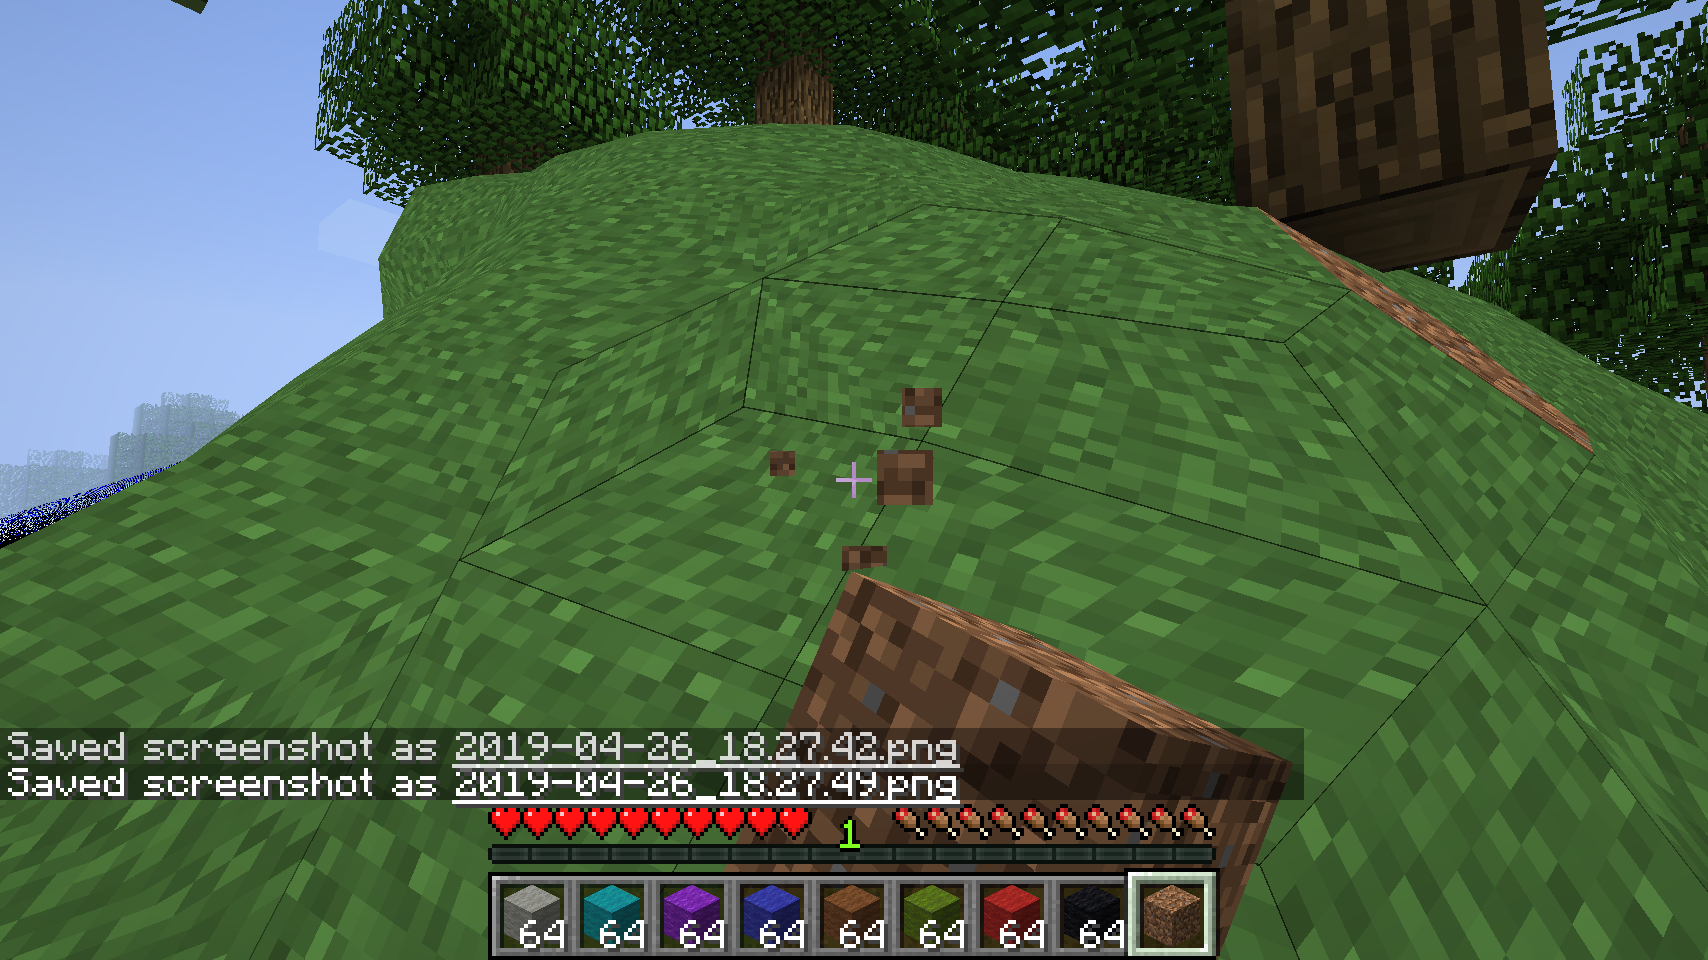 Saved screenshot as 2019-04-26_18.27.42.png
Saved screenshot as 2019-04-26_18.27.49.png
1
64 64 64 64 64 64 64 64